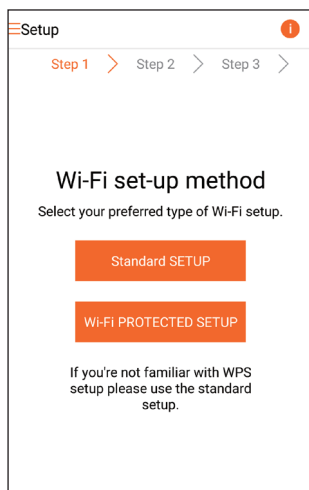 Setup
Step 1 Step 2 Step 3
Wi-Fi set-up method
Select your preferred type of Wi-Fi setup.
Standard SETUP
Wi-Fi PROTECTED SETUP
If you're not familiar with WPS
setup please use the standard
setup.